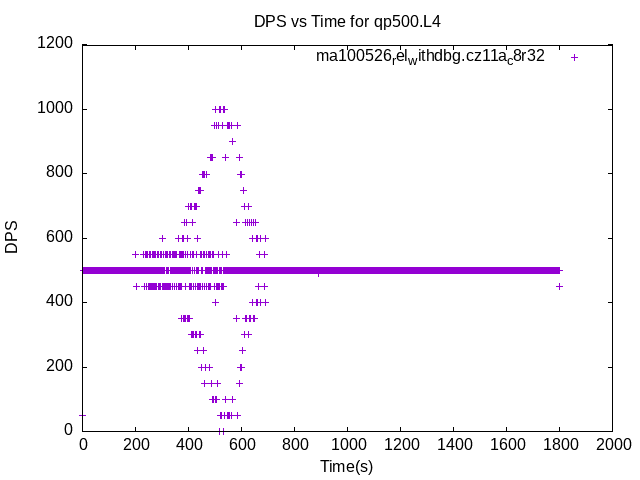 DPS vs Time for qp500.L4
ma100526relwithdbg.cz11ac8r32
1200
1000
800
600
400
200
0
DPS
0 200 400 600 800 1000 1200 1400 1600 1800 2000
Time(s)